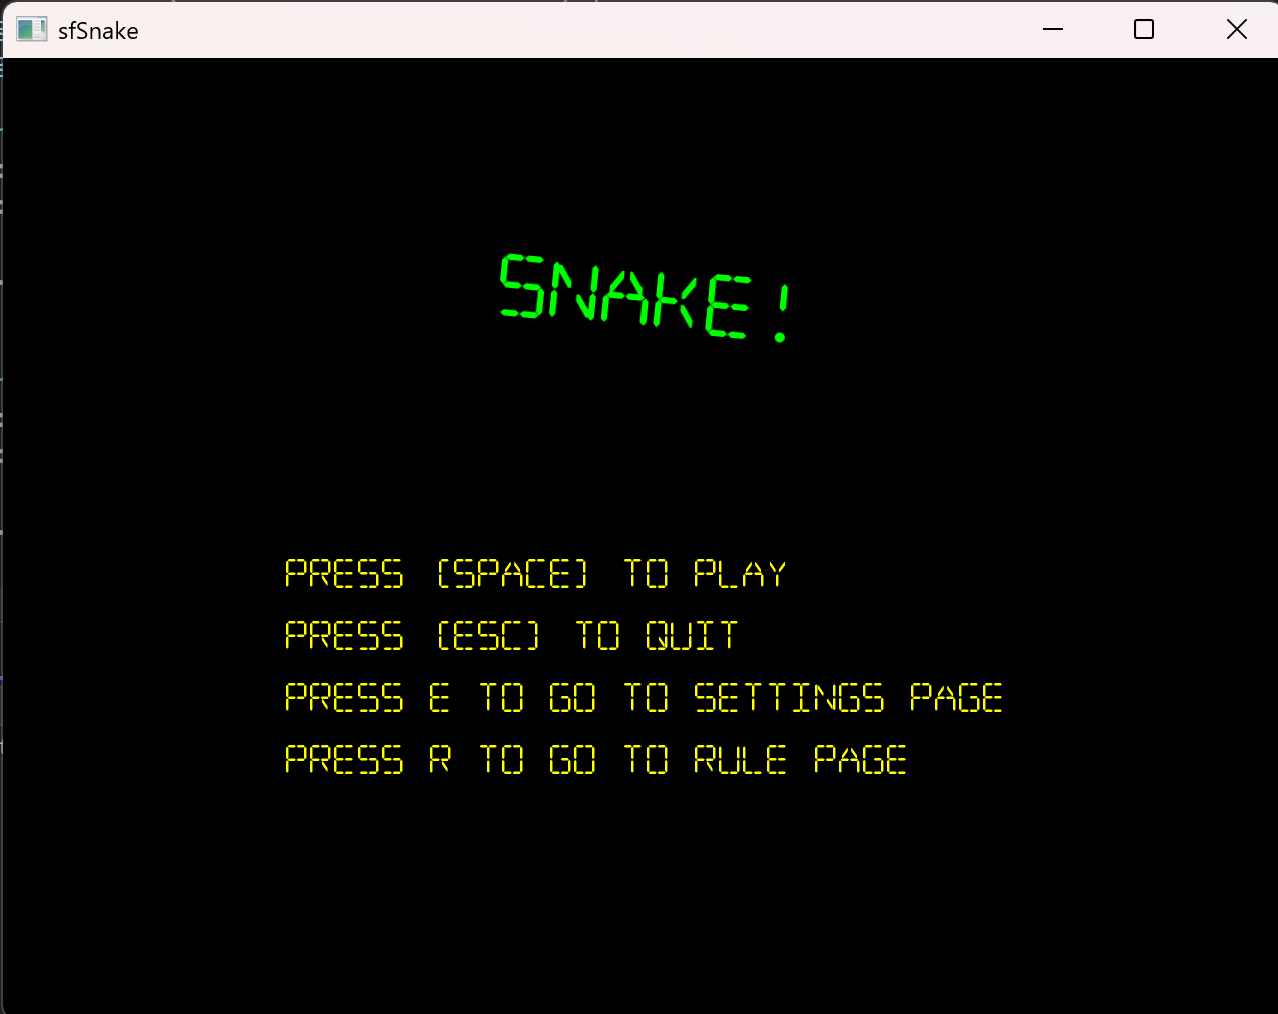 sfSnake
SNAKE!
PRESS [SPACE] TO PLAY
PRESS [ESC] TO QUIT
PRESS E TO GO TO SETTINGS PAGE
PRESS R TO GO TO RULE PAGE